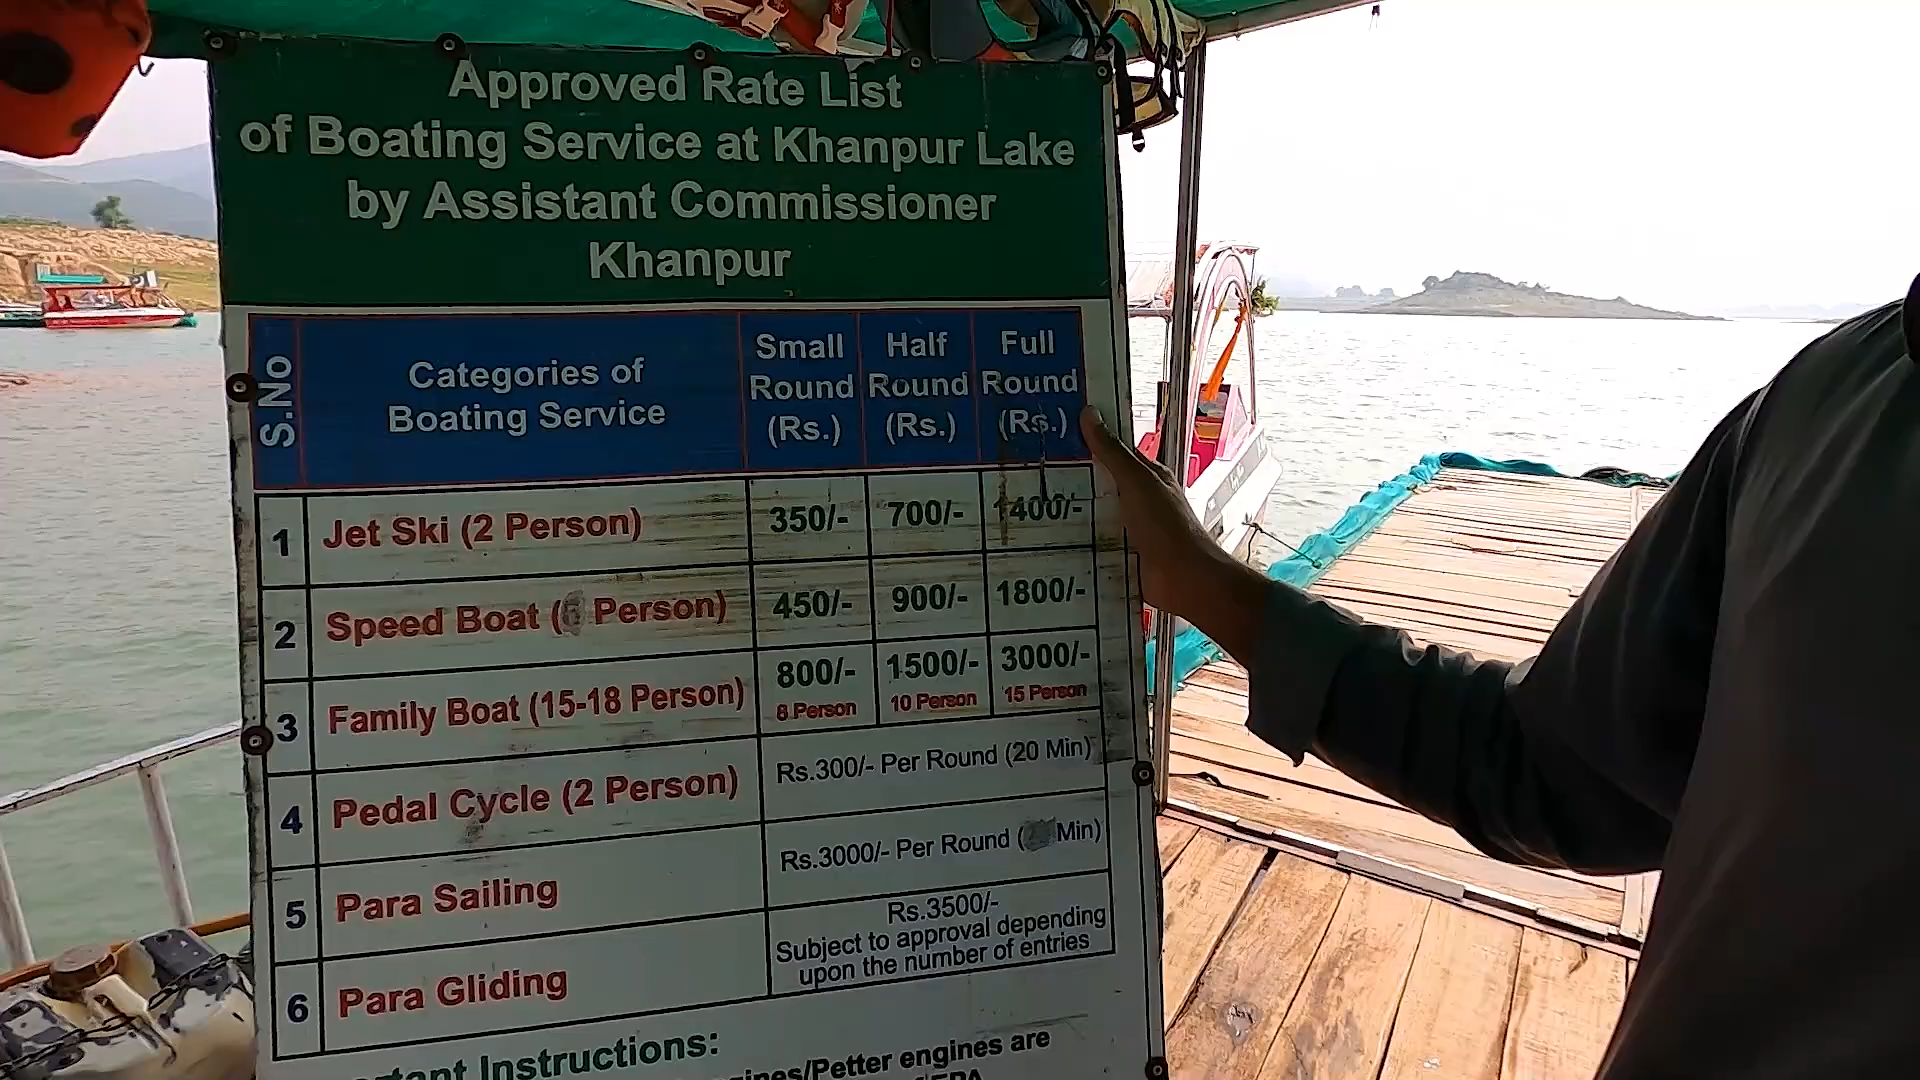 Approved Rate List
of Boating Service at Khanpur Lake
by Assistant Commissioner
Khanpur
S.No
Categories of
Boating Service
Small
Round
(Rs.)
Half
Round
(Rs.)
Full
Round
(Rs.)
1 Jet Ski (2 Person) 350/- 700/- 1400/-
2 Speed Boat ( Person) 450/- 900/- 1800/-
3 Family Boat (15-18 Person) 800/- 1500/- 3000/-
8 Person 10 Person 15 Person
4 Pedal Cycle (2 Person) Rs.300/- Per Round (20 Min)
5 Para Sailing Rs.3000/- Per Round ( Min)
6 Para Gliding
Rs.3500/-
Subject to approval depending
upon the number of entries
Instructions:
/Petter engines are